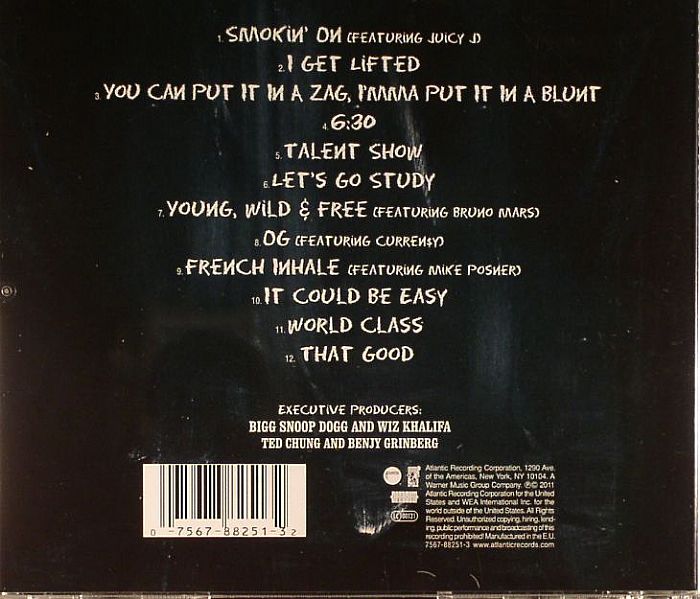 1. SMOKIN' ON (FEATURING JUICY J)
2. I GET LIFTED
3. YOU CAN PUT IT IN A ZAG, I'MMA PUT IT IN A BLUNT
4. 6:30
5. TALENT SHOW
6. LET'S GO STUDY
7. YOUNG, WILD & FREE (FEATURING BRUNO MARS)
8. OG (FEATURING CURREN$Y)
9. FRENCH INHALE (FEATURING MIKE POSNER)
10. IT COULD BE EASY
11. WORLD CLASS
12. THAT GOOD
EXECUTIVE PRODUCERS:
BIGG SNOOP DOGG AND WIZ KHALIFA
TED CHUNG AND BENJY GRINBERG
0 -7567-88251-3 2
Atlantic Recording Corporation, 1290 Ave.
of the Americas, New York, NY 10104. A
Warner Music Group Company. ℗© 2011
Atlantic Recording Corporation for the United
States and WEA International Inc. for the
world outside of the United States. All Rights
Reserved. Unauthorized copying, hiring, lend-
ing, public performance and broadcasting of this
recording prohibited! Manufactured in the E.U.
7567-88251-3 www.atlanticrecords.com